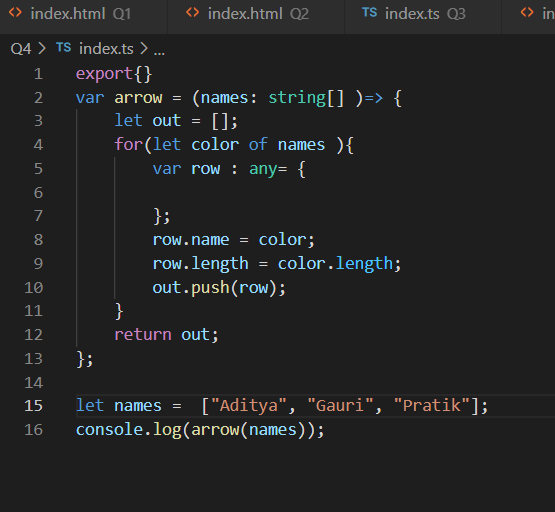 index.html Q1 index.html Q2 TS index.ts Q3 in
Q4 > TS index.ts > ...
1 export{}
2 var arrow = (names: string[] )=> {
3 let out = [];
4 for(let color of names ){
5 var row : any= {
6
7 };
8 row.name = color;
9 row.length = color.length;
10 out.push(row);
11 }
12 return out;
13 };
14
15 let names =  ["Aditya", "Gauri", "Pratik"];
16 console.log(arrow(names));